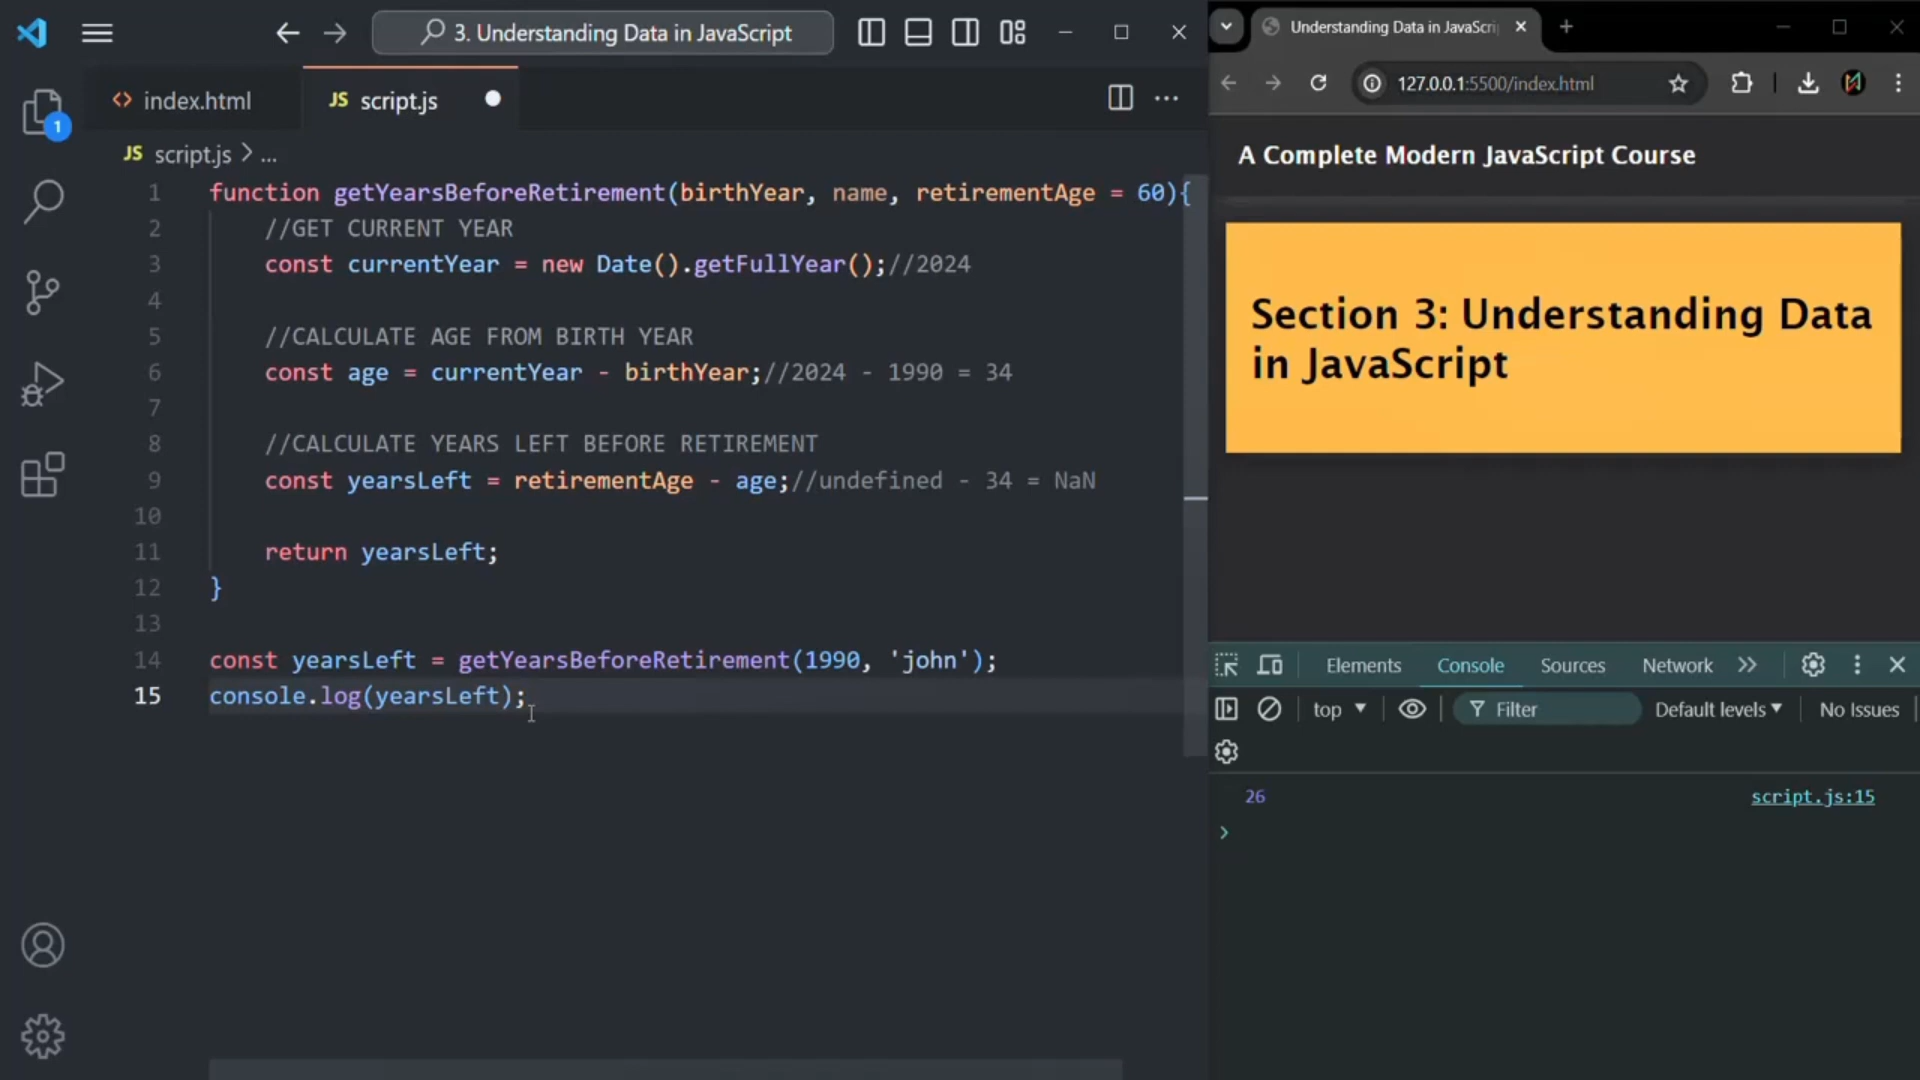 3. Understanding Data in JavaScript
index.html
JS script.js
1
JS script.js > ...
1 function getYearsBeforeRetirement(birthYear, name, retirementAge = 60){
2 //GET CURRENT YEAR
3 const currentYear = new Date().getFullYear();//2024
4
5 //CALCULATE AGE FROM BIRTH YEAR
6 const age = currentYear - birthYear;//2024 - 1990 = 34
7
8 //CALCULATE YEARS LEFT BEFORE RETIREMENT
9 const yearsLeft = retirementAge - age;//undefined - 34 = NaN
10
11 return yearsLeft;
12 }
13
14 const yearsLeft = getYearsBeforeRetirement(1990, 'john');
15 console.log(yearsLeft);
Understanding Data in JavaScri
127.0.0.1:5500/index.html
A Complete Modern JavaScript Course
Section 3: Understanding Data
in JavaScript
Elements Console Sources Network
top Filter Default levels No Issues
26 script.js:15